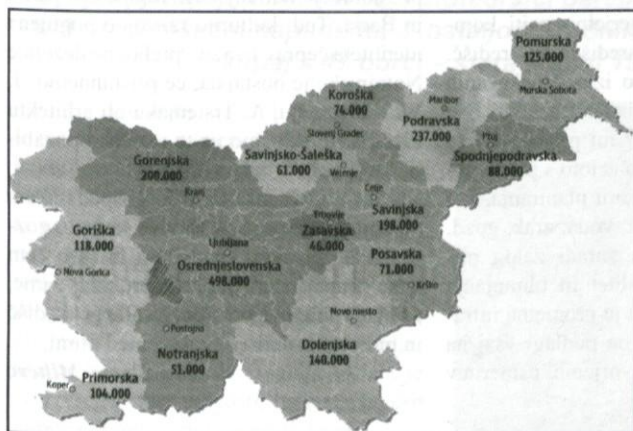 Pomurska
125.000
Murska Sobota
Koroška
74.000
Slovenj Gradec
Maribor
Podravska
237.000
Ptuj
Spodnjepodravska
88.000
Savinjsko-Šaleška
61.000
Velenje
Gorenjska
200.000
Kranj
Celje
Savinjska
198.000
Trbovlje
Zasavska
46.000
Goriška
118.000
Nova Gorica
Ljubljana
Osrednjeslovenska
498.000
Posavska
71.000
Krško
Novo mesto
Dolenjska
140.000
Postojna
Notranjska
51.000
Koper
Primorska
104.000